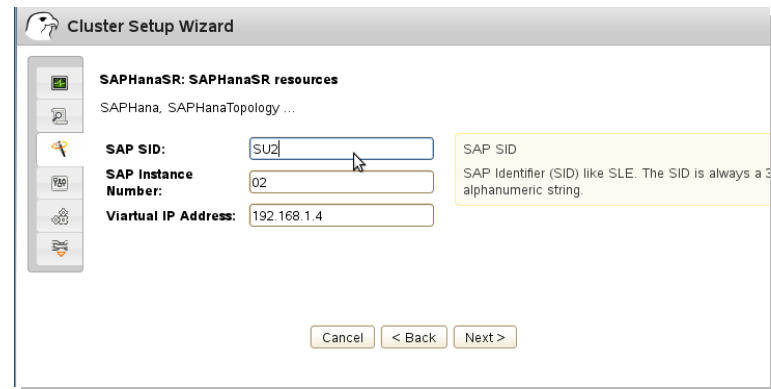 Cluster Setup Wizard
SAPHanaSR: SAPHanaSR resources
SAPHana, SAPHanaTopology ...
SAP SID:
SU2
SAP SID
SAP Identifier (SID) like SLE. The SID is always a 3
alphanumeric string.
SAP Instance
Number:
02
Viartual IP Address:
192.168.1.4
Cancel
< Back
Next >